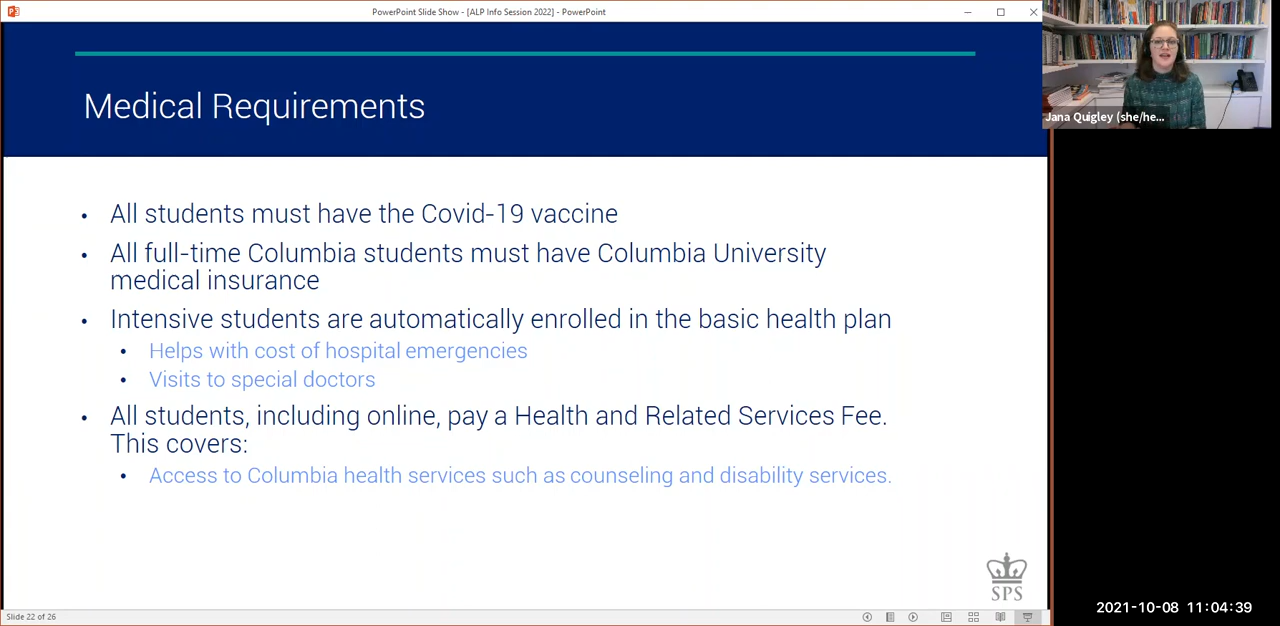 PowerPoint Slide Show - [ALP Info Session 2022] - PowerPoint
Medical Requirements
Jana Quigley (she/he...
• All students must have the Covid-19 vaccine
• All full-time Columbia students must have Columbia University
medical insurance
• Intensive students are automatically enrolled in the basic health plan
• Helps with cost of hospital emergencies
• Visits to special doctors
• All students, including online, pay a Health and Related Services Fee.
This covers:
• Access to Columbia health services such as counseling and disability services.
SPS
Slide 22 of 26
2021-10-08 11:04:39